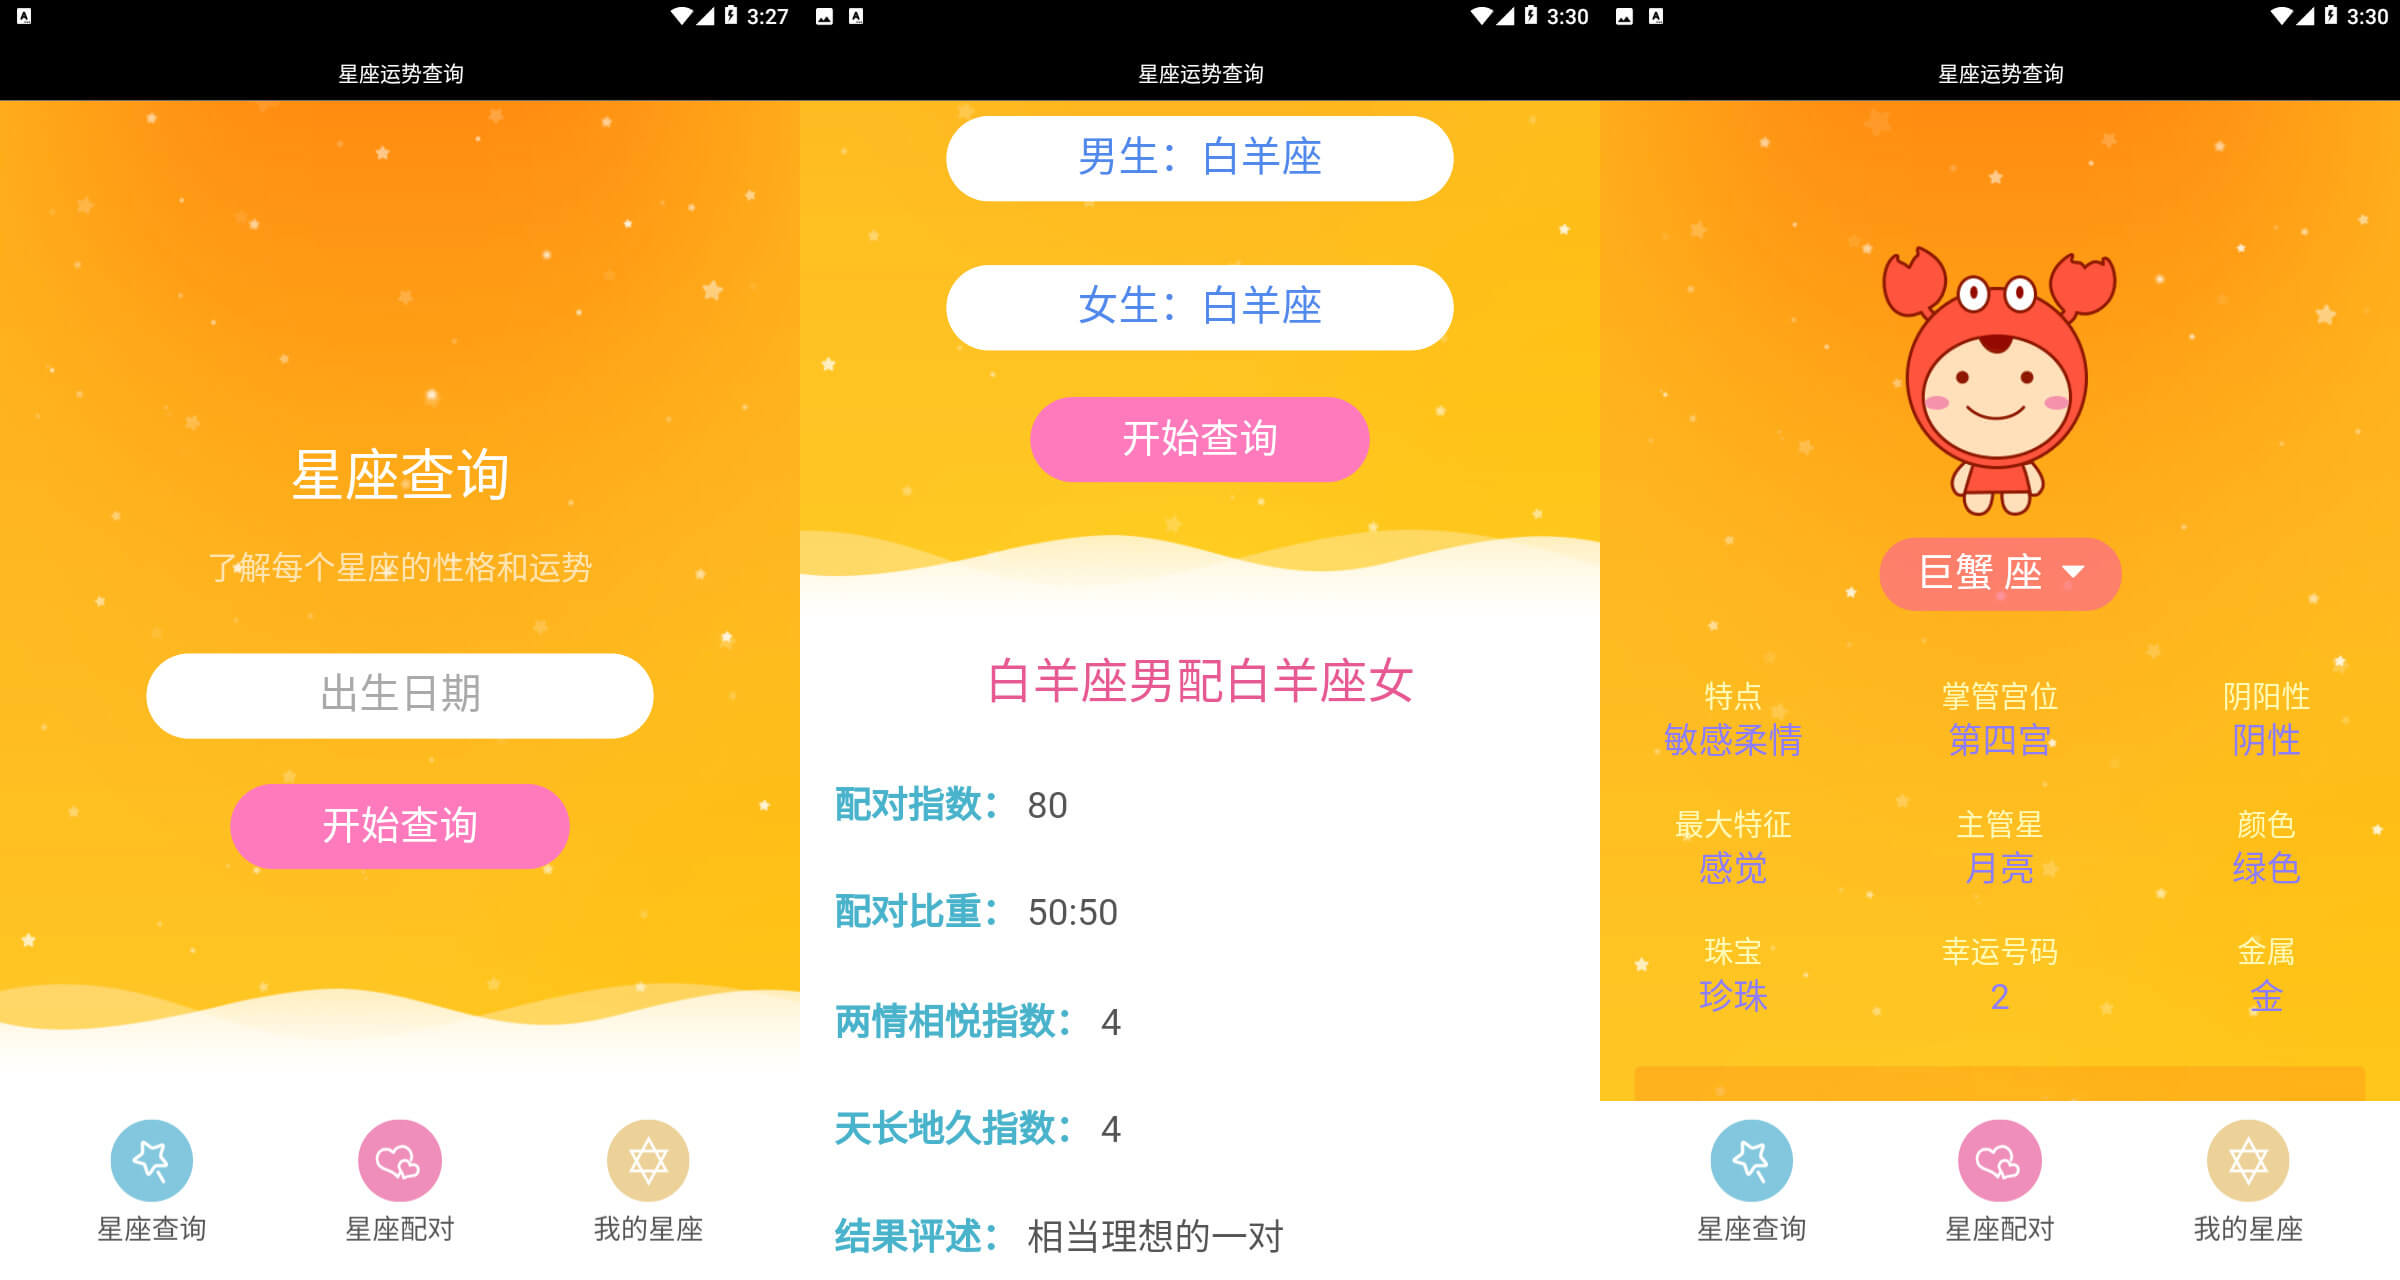 3:27
星座运势查询
星座查询
了解每个星座的性格和运势
出生日期
开始查询
星座查询
星座配对
我的星座
3:30
星座运势查询
男生：白羊座
女生：白羊座
开始查询
白羊座男配白羊座女
配对指数： 80
配对比重： 50:50
两情相悦指数： 4
天长地久指数： 4
结果评述： 相当理想的一对
3:30
星座运势查询
巨蟹 座
特点 掌管宫位 阴阳性
敏感柔情 第四宫 阴性
最大特征 主管星 颜色
感觉 月亮 绿色
珠宝 幸运号码 金属
珍珠 2 金
星座查询
星座配对
我的星座